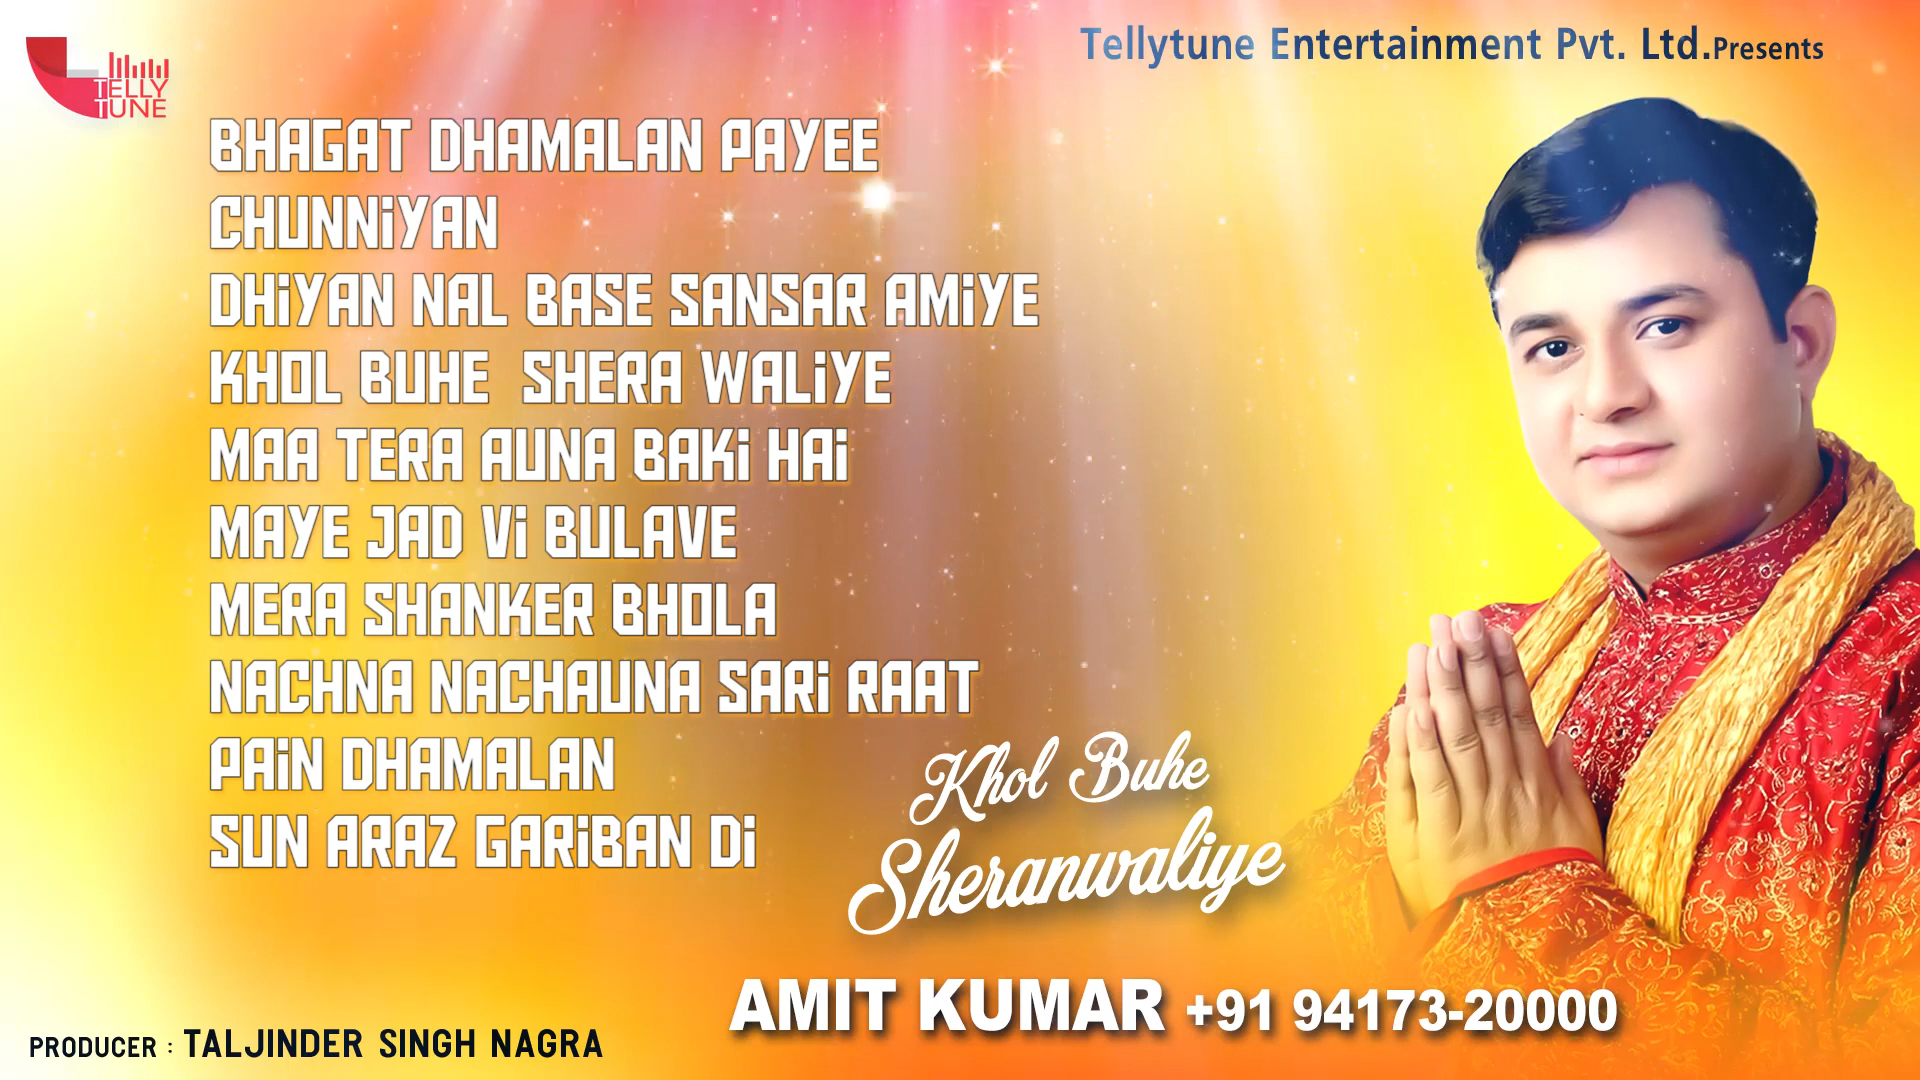 Tellytune Entertainment Pvt. Ltd.Presents
TELLY
TUNE
BHAGAT DHAMALAN PAYEE
CHUNNiYAN
DHiYAN NAL BASE SANSAR AMiYE
KHOL BUHE SHERA WALiYE
MAA TERA AUNA BAKi HAi
MAYE JAD Vi BULAVE
MERA SHANKER BHOLA
NACHNA NACHAUNA SARi RAAT
PAiN DHAMALAN
SUN ARAZ GARiBAN Di
Khol Buhe
Sheranwaliye
AMIT KUMAR +91 94173-20000
PRODUCER : TALJINDER SINGH NAGRA